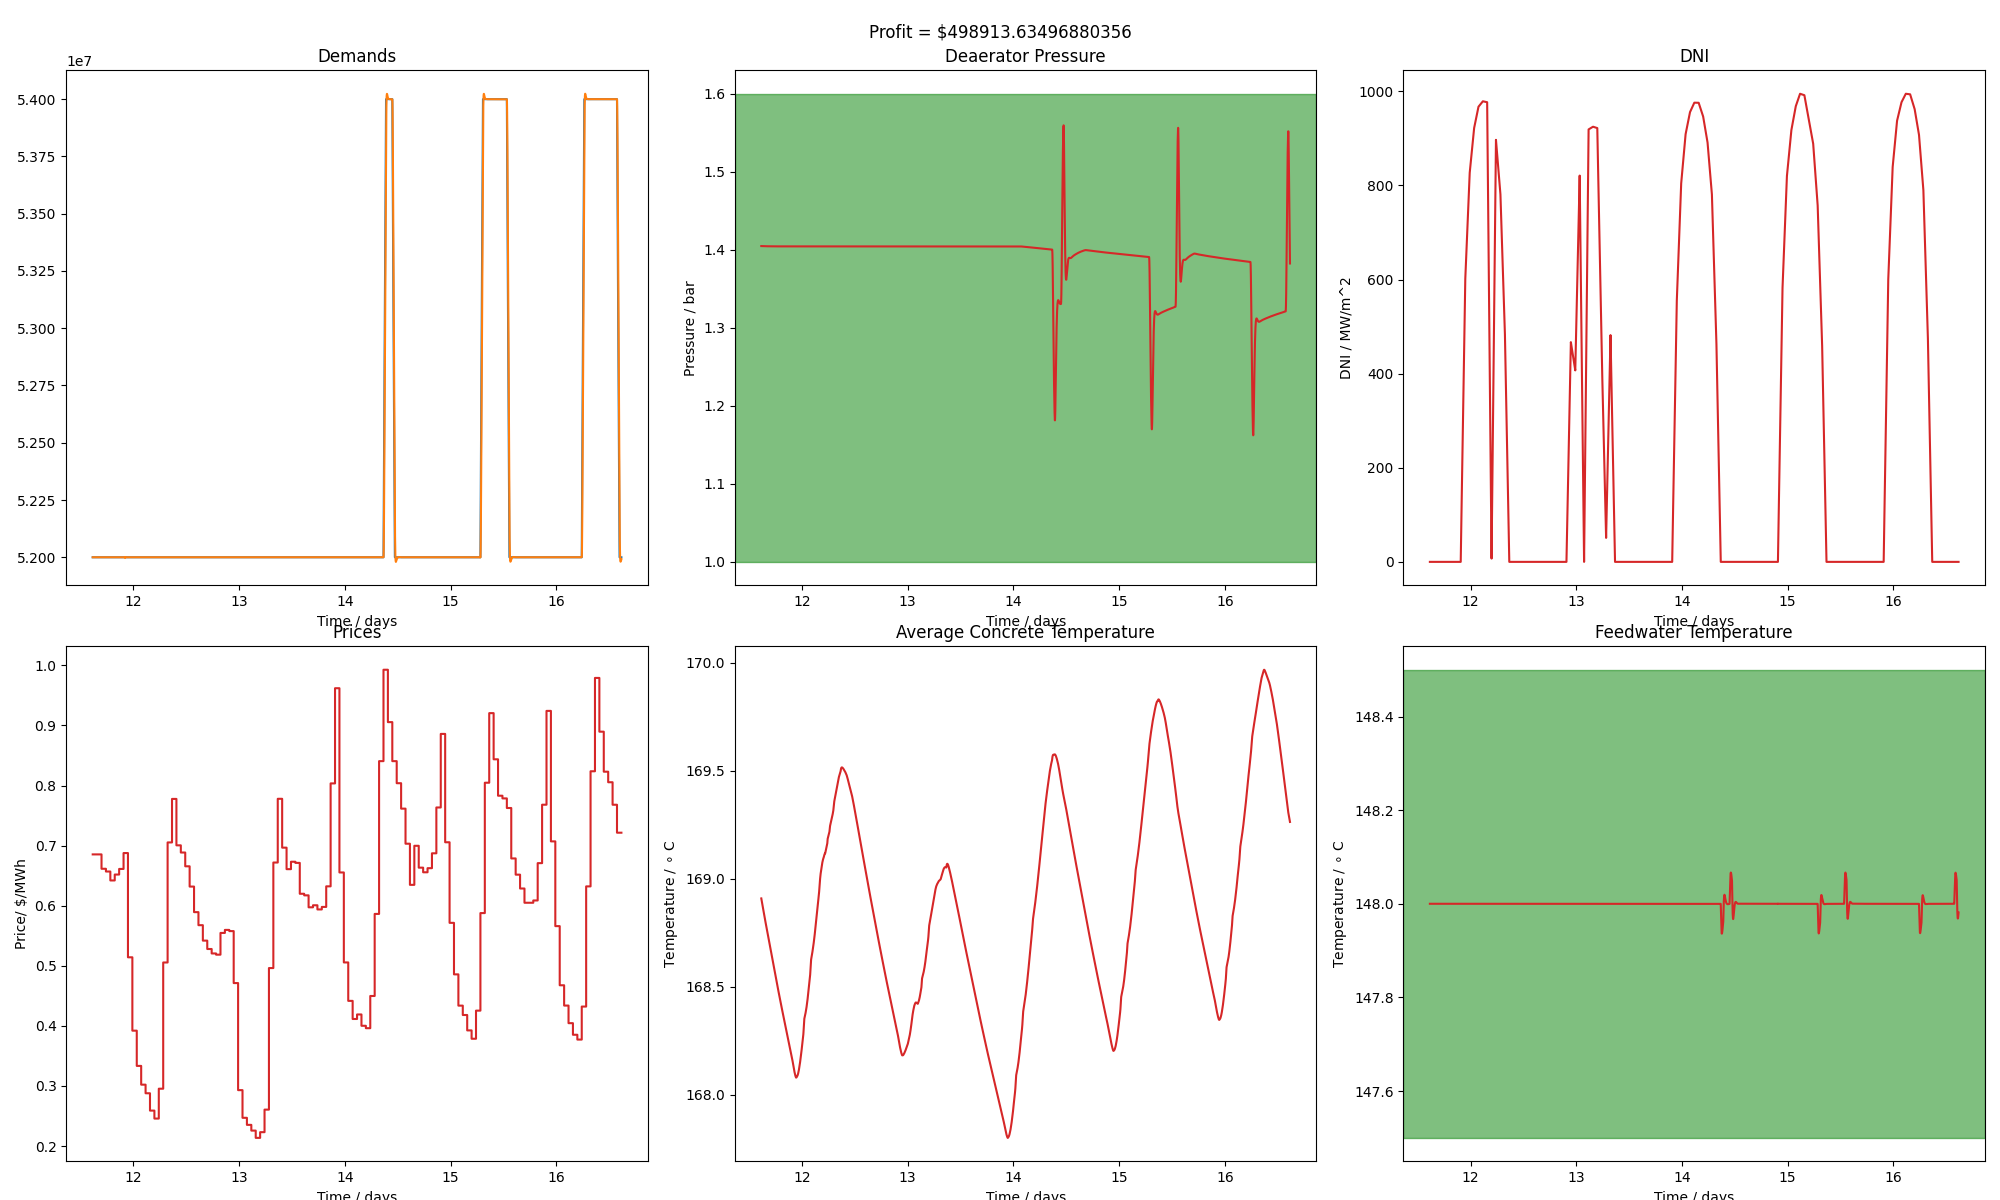 Profit = $498913.63496880356
Demands
1e7
5.400
5.375
5.350
5.325
5.300
5.275
5.250
5.225
5.200
12 13 14 15 16
Time / days
Deaerator Pressure
Pressure / bar
1.6
1.5
1.4
1.3
1.2
1.1
1.0
12 13 14 15 16
Time / days
DNI
DNI / MW/m^2
1000
800
600
400
200
0
12 13 14 15 16
Time / days
Prices
Price/ $/MWh
1.0
0.9
0.8
0.7
0.6
0.5
0.4
0.3
0.2
12 13 14 15 16
Time / days
Average Concrete Temperature
Temperature / ∘ C
170.0
169.5
169.0
168.5
168.0
12 13 14 15 16
Time / days
Feedwater Temperature
Temperature / ∘ C
148.4
148.2
148.0
147.8
147.6
12 13 14 15 16
Time / days